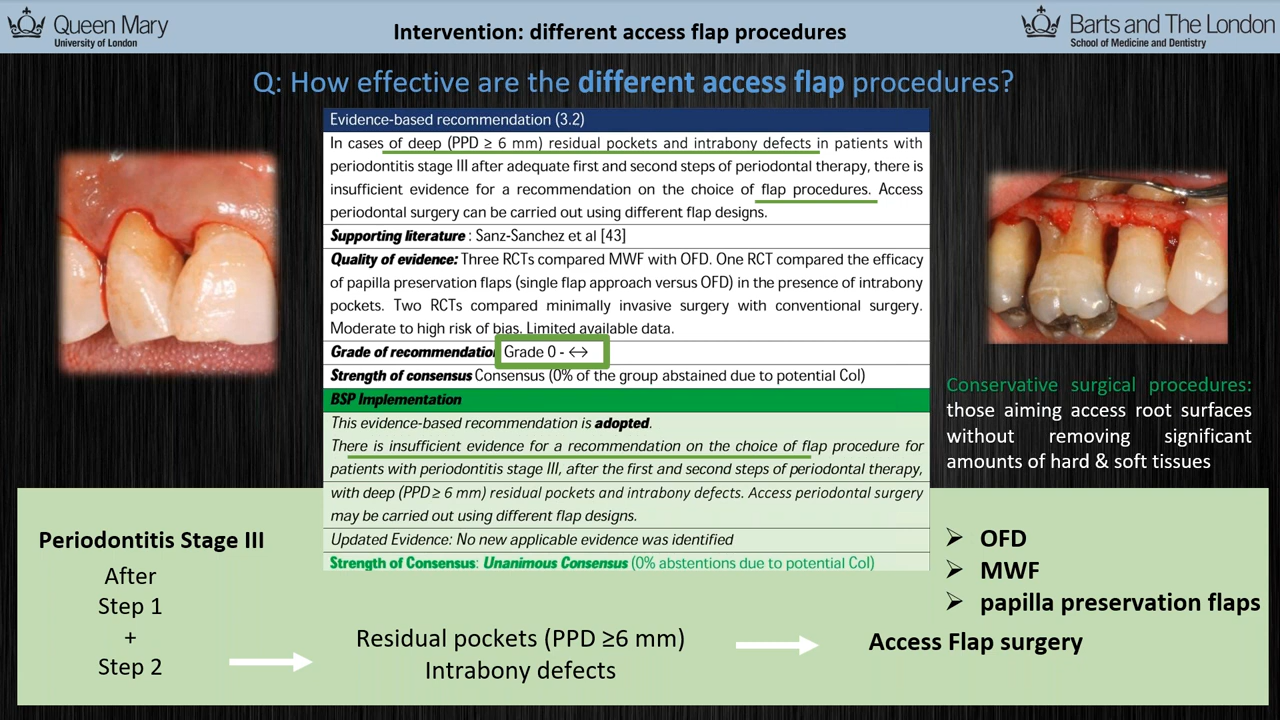 Queen Mary
University of London
Intervention: different access flap procedures
Barts and The London
School of Medicine and Dentistry
Q: How effective are the different access flap procedures?
Evidence-based recommendation (3.2)
In cases of deep (PPD ≥ 6 mm) residual pockets and intrabony defects in patients with
periodontitis stage III after adequate first and second steps of periodontal therapy, there is
insufficient evidence for a recommendation on the choice of flap procedures. Access
periodontal surgery can be carried out using different flap designs.
Supporting literature : Sanz-Sanchez et al [43]
Quality of evidence: Three RCTs compared MWF with OFD. One RCT compared the efficacy
of papilla preservation flaps (single flap approach versus OFD) in the presence of intrabony
pockets. Two RCTs compared minimally invasive surgery with conventional surgery.
Moderate to high risk of bias. Limited available data.
Grade of recommendation Grade 0 - ↔
Strength of consensus Consensus (0% of the group abstained due to potential CoI)
BSP Implementation
This evidence-based recommendation is adopted.
There is insufficient evidence for a recommendation on the choice of flap procedure for
patients with periodontitis stage III, after the first and second steps of periodontal therapy,
with deep (PPD ≥ 6 mm) residual pockets and intrabony defects. Access periodontal surgery
may be carried out using different flap designs.
Updated Evidence: No new applicable evidence was identified
Strength of Consensus: Unanimous Consensus (0% abstentions due to potential CoI)
Conservative surgical procedures:
those aiming access root surfaces
without removing significant
amounts of hard & soft tissues
Periodontitis Stage III
After
Step 1
+
Step 2
Residual pockets (PPD ≥6 mm)
Intrabony defects
➢ OFD
➢ MWF
➢ papilla preservation flaps
Access Flap surgery